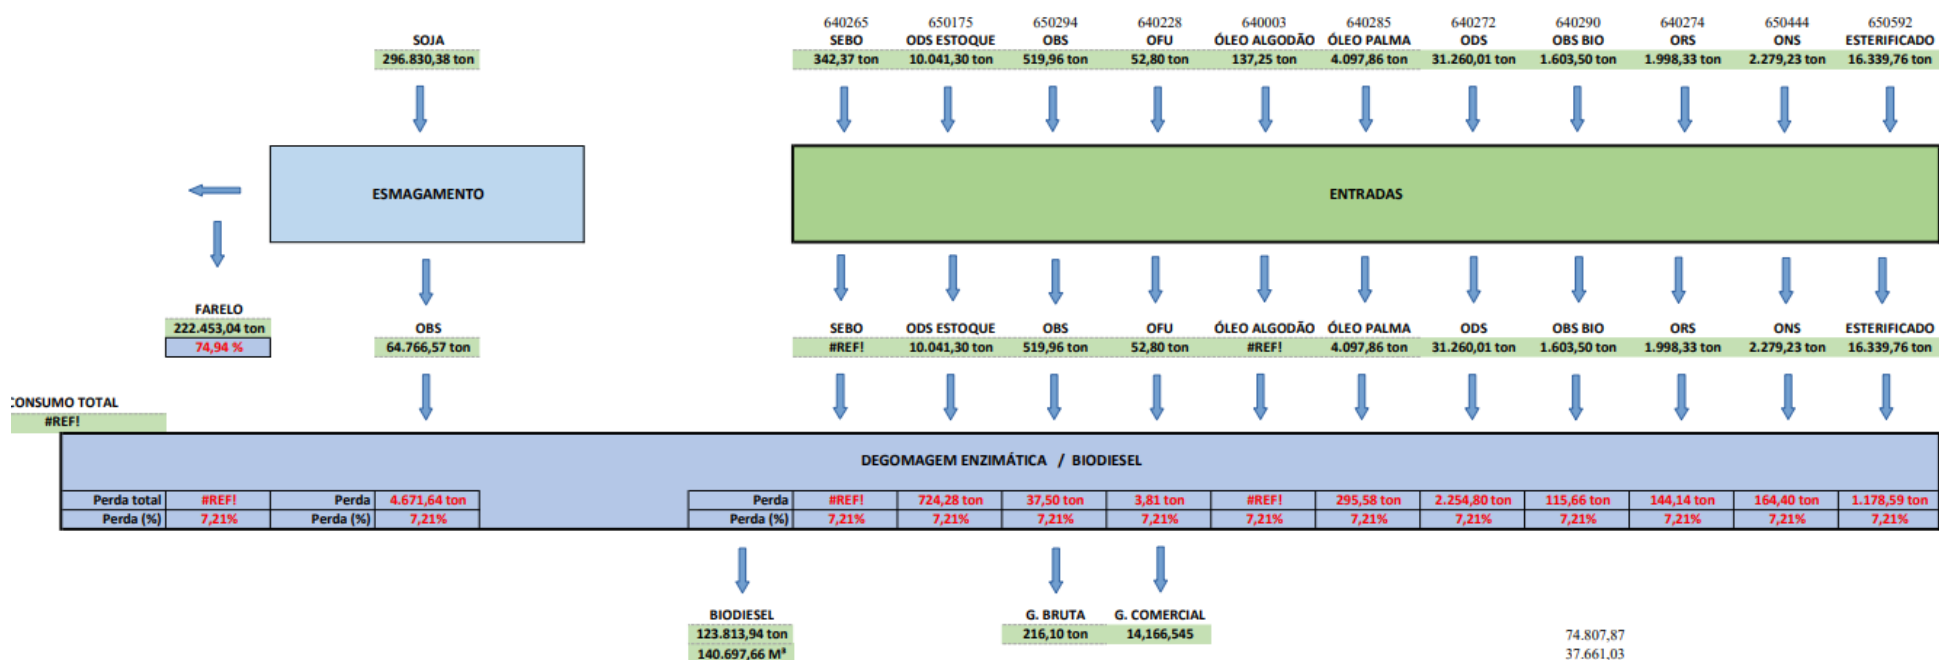 640265 650175 650294 640228 640003 640285 640272 640290 640274 650444 650592
SOJA SEBO ODS ESTOQUE OBS OFU ÓLEO ALGODÃO ÓLEO PALMA ODS OBS BIO ORS ONS ESTERIFICADO
296.830,38 ton 342,37 ton 10.041,30 ton 519,96 ton 52,80 ton 137,25 ton 4.097,86 ton 31.260,01 ton 1.603,50 ton 1.998,33 ton 2.279,23 ton 16.339,76 ton
ESMAGAMENTO ENTRADAS
FARELO
222.453,04 ton OBS SEBO ODS ESTOQUE OBS OFU ÓLEO ALGODÃO ÓLEO PALMA ODS OBS BIO ORS ONS ESTERIFICADO
74,94 % 64.766,57 ton #REF! 10.041,30 ton 519,96 ton 52,80 ton #REF! 4.097,86 ton 31.260,01 ton 1.603,50 ton 1.998,33 ton 2.279,23 ton 16.339,76 ton
CONSUMO TOTAL
#REF!
DEGOMAGEM ENZIMÁTICA / BIODIESEL
Perda total #REF! Perda 4.671,64 ton Perda #REF! 724,28 ton 37,50 ton 3,81 ton #REF! 295,58 ton 2.254,80 ton 115,66 ton 144,14 ton 164,40 ton 1.178,59 ton
Perda (%) 7,21% Perda (%) 7,21% Perda (%) 7,21% 7,21% 7,21% 7,21% 7,21% 7,21% 7,21% 7,21% 7,21% 7,21% 7,21%
BIODIESEL G. BRUTA G. COMERCIAL
123.813,94 ton 216,10 ton 14,166,545 74.807,87
140.697,66 M³ 37.661,03